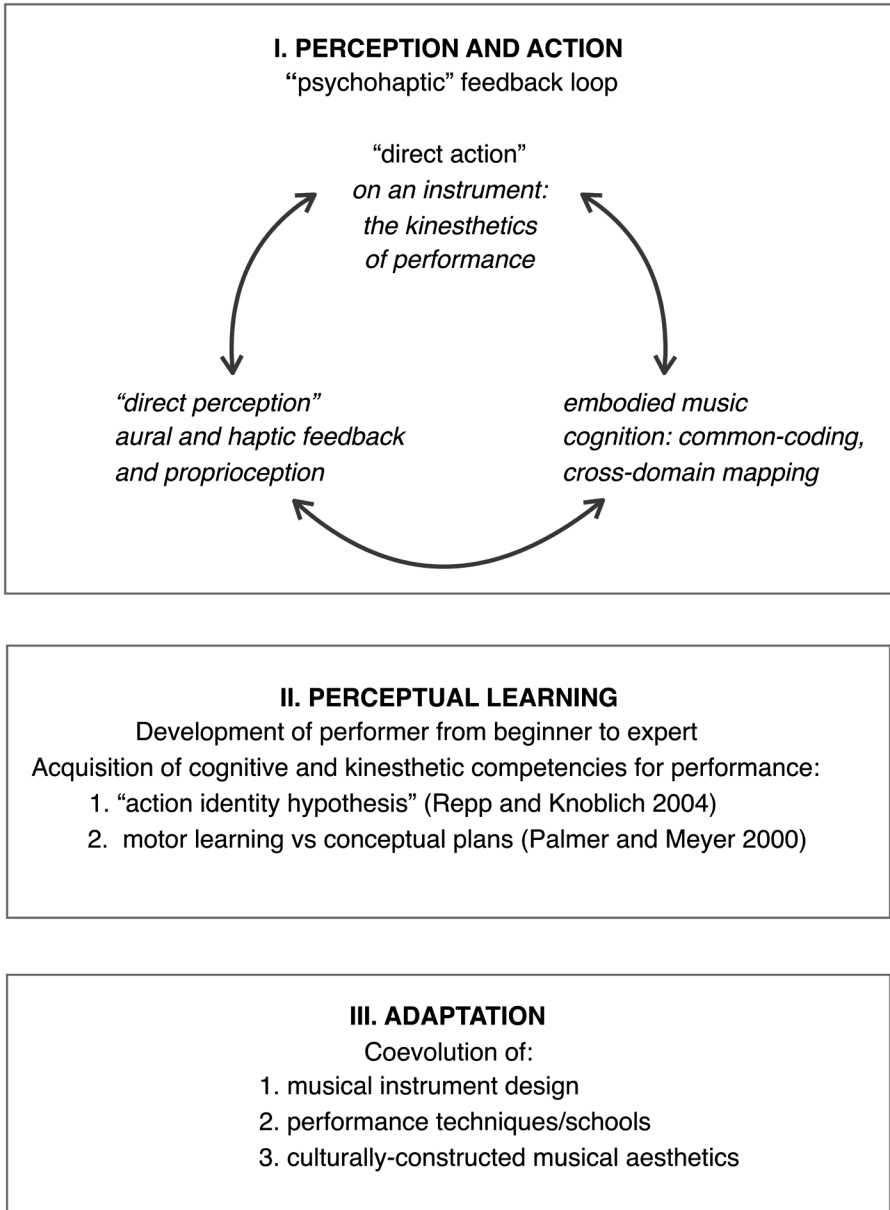 I. PERCEPTION AND ACTION
“psychohaptic” feedback loop
“direct action”
on an instrument:
the kinesthetics
of performance
“direct perception”
aural and haptic feedback
and proprioception
embodied music
cognition: common-coding,
cross-domain mapping
II. PERCEPTUAL LEARNING
Development of performer from beginner to expert
Acquisition of cognitive and kinesthetic competencies for performance:
1. “action identity hypothesis” (Repp and Knoblich 2004)
2. motor learning vs conceptual plans (Palmer and Meyer 2000)
III. ADAPTATION
Coevolution of:
1. musical instrument design
2. performance techniques/schools
3. culturally-constructed musical aesthetics